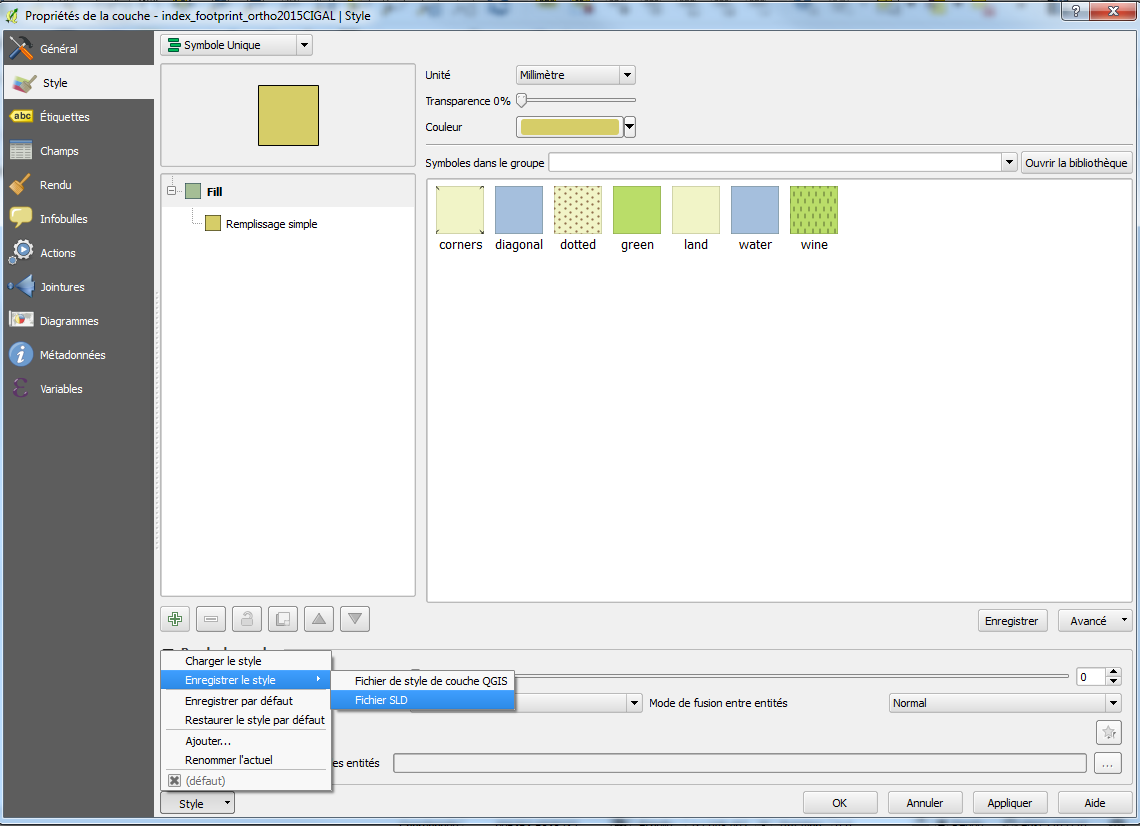 Propriétés de la couche - index_footprint_ortho2015CIGAL | Style
Général
Style
Étiquettes
Champs
Rendu
Infobulles
Actions
Jointures
Diagrammes
Métadonnées
Variables
Symbole Unique
Fill
Remplissage simple
Unité
Millimètre
Transparence 0%
Couleur
Symboles dans le groupe
Ouvrir la bibliothèque
corners
diagonal
dotted
green
land
water
wine
Enregistrer
Avancé
Charger le style
Enregistrer le style
Enregistrer par défaut
Restaurer le style par défaut
Ajouter...
Renommer l'actuel
(défaut)
Fichier de style de couche QGIS
Fichier SLD
0
Mode de fusion entre entités
Normal
entités
...
Style
OK
Annuler
Appliquer
Aide
abc